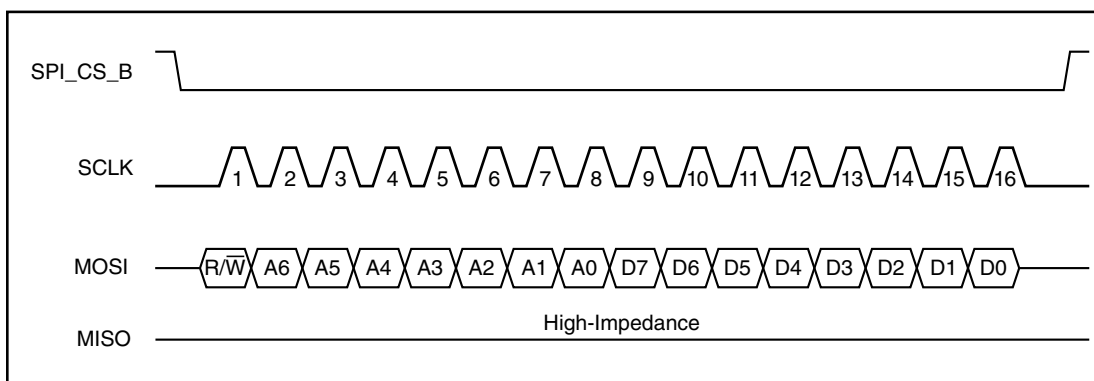 SPI_CS_B
SCLK
1 2 3 4 5 6 7 8 9 10 11 12 13 14 15 16
MOSI
R/W̅ A6 A5 A4 A3 A2 A1 A0 D7 D6 D5 D4 D3 D2 D1 D0
High-Impedance
MISO